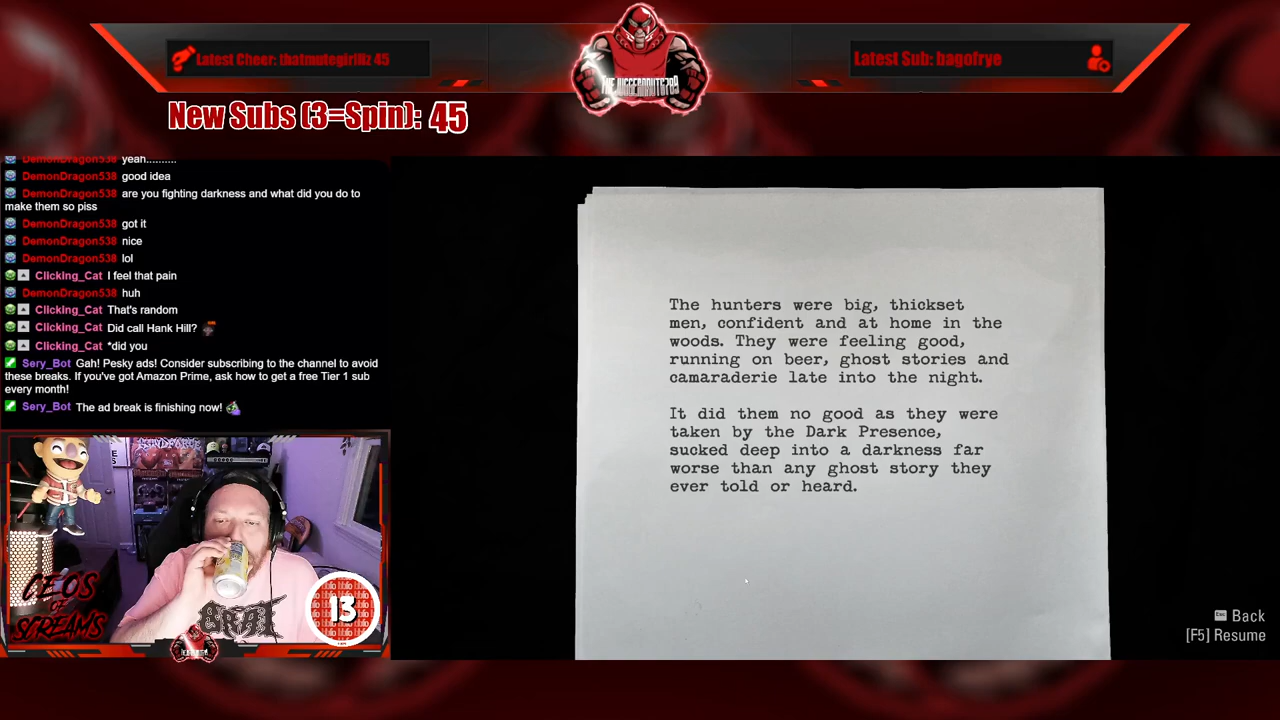 Latest Cheer: thatmutegirlliz 45
THEJUGGERNAUT6789
Latest Sub: bagofrye
New Subs (3=Spin): 45
DemonDragon538 yeah..........
DemonDragon538 good idea
DemonDragon538 are you fighting darkness and what did you do to
make them so piss
DemonDragon538 got it
DemonDragon538 nice
DemonDragon538 lol
Clicking_Cat I feel that pain
DemonDragon538 huh
Clicking_Cat That's random
Clicking_Cat Did call Hank Hill?
Clicking_Cat *did you
Sery_Bot Gah! Pesky ads! Consider subscribing to the channel to avoid
these breaks. If you've got Amazon Prime, ask how to get a free Tier 1 sub
every month!
Sery_Bot The ad break is finishing now!
The hunters were big, thickset
men, confident and at home in the
woods. They were feeling good,
running on beer, ghost stories and
camaraderie late into the night.
It did them no good as they were
taken by the Dark Presence,
sucked deep into a darkness far
worse than any ghost story they
ever told or heard.
CEOS
OF
SCREAMS
13
Esc Back
[F5] Resume